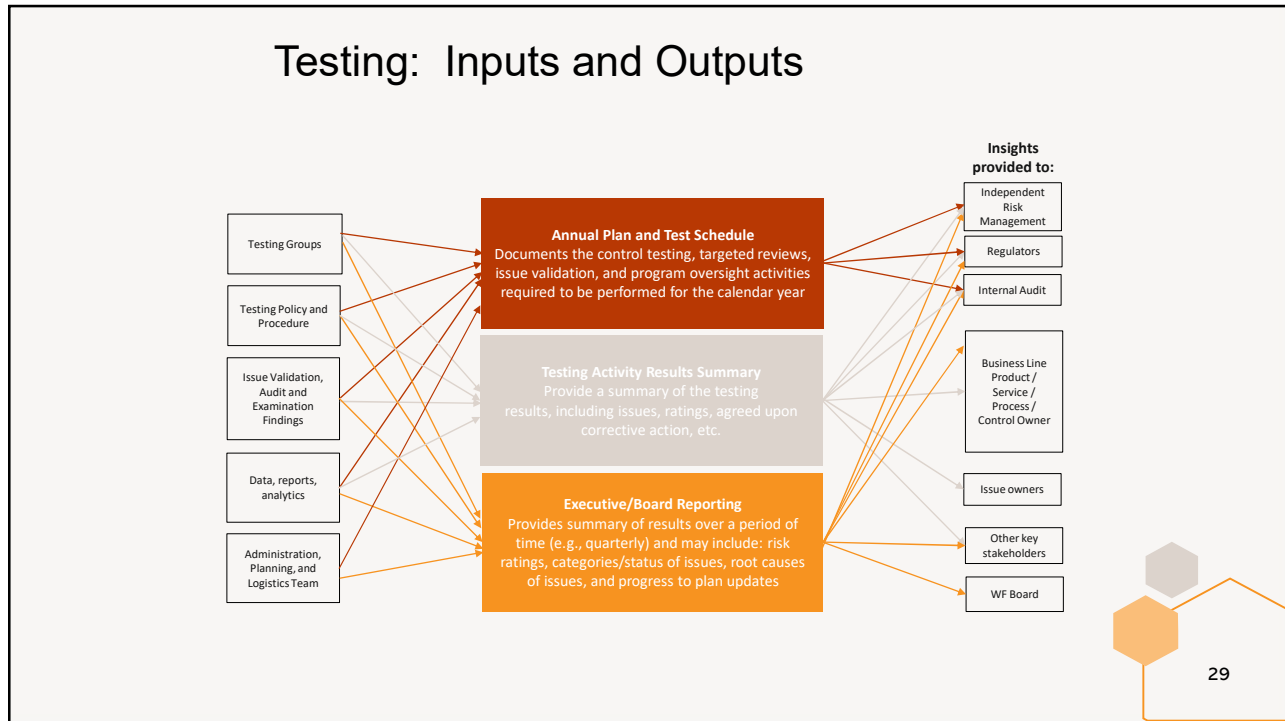 Testing:  Inputs and Outputs
Testing Groups
Testing Policy and
Procedure
Issue Validation,
Audit and
Examination
Findings
Data, reports,
analytics
Administration,
Planning, and
Logistics Team
Annual Plan and Test Schedule
Documents the control testing, targeted reviews,
issue validation, and program oversight activities
required to be performed for the calendar year
Testing Activity Results Summary
Provide a summary of the testing
results, including issues, ratings, agreed upon
corrective action, etc.
Executive/Board Reporting
Provides summary of results over a period of
time (e.g., quarterly) and may include: risk
ratings, categories/status of issues, root causes
of issues, and progress to plan updates
Insights
provided to:
Independent
Risk
Management
Regulators
Internal Audit
Business Line
Product /
Service /
Process /
Control Owner
Issue owners
Other key
stakeholders
WF Board
29